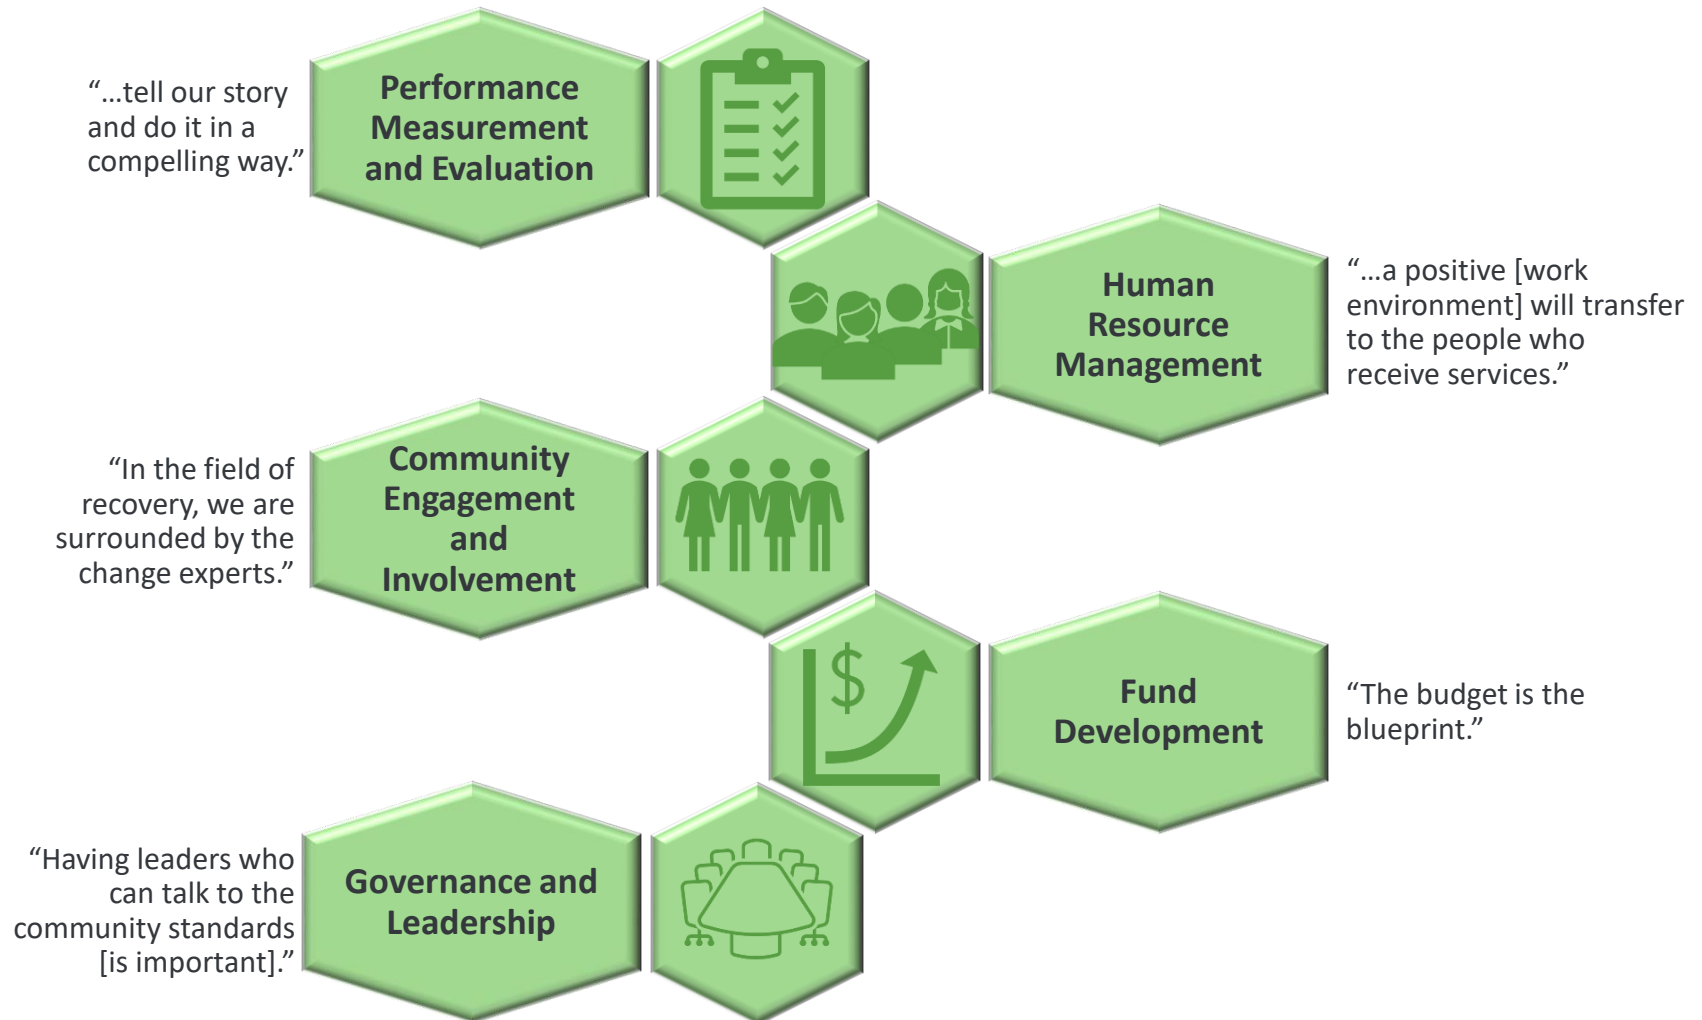 “...tell our story
and do it in a
compelling way.”
Performance
Measurement
and Evaluation
Human
Resource
Management
“...a positive [work
environment] will transfer
to the people who
receive services.”
“In the field of
recovery, we are
surrounded by the
change experts.”
Community
Engagement
and
Involvement
$
Fund
Development
“The budget is the
blueprint.”
“Having leaders who
can talk to the
community standards
[is important].”
Governance and
Leadership